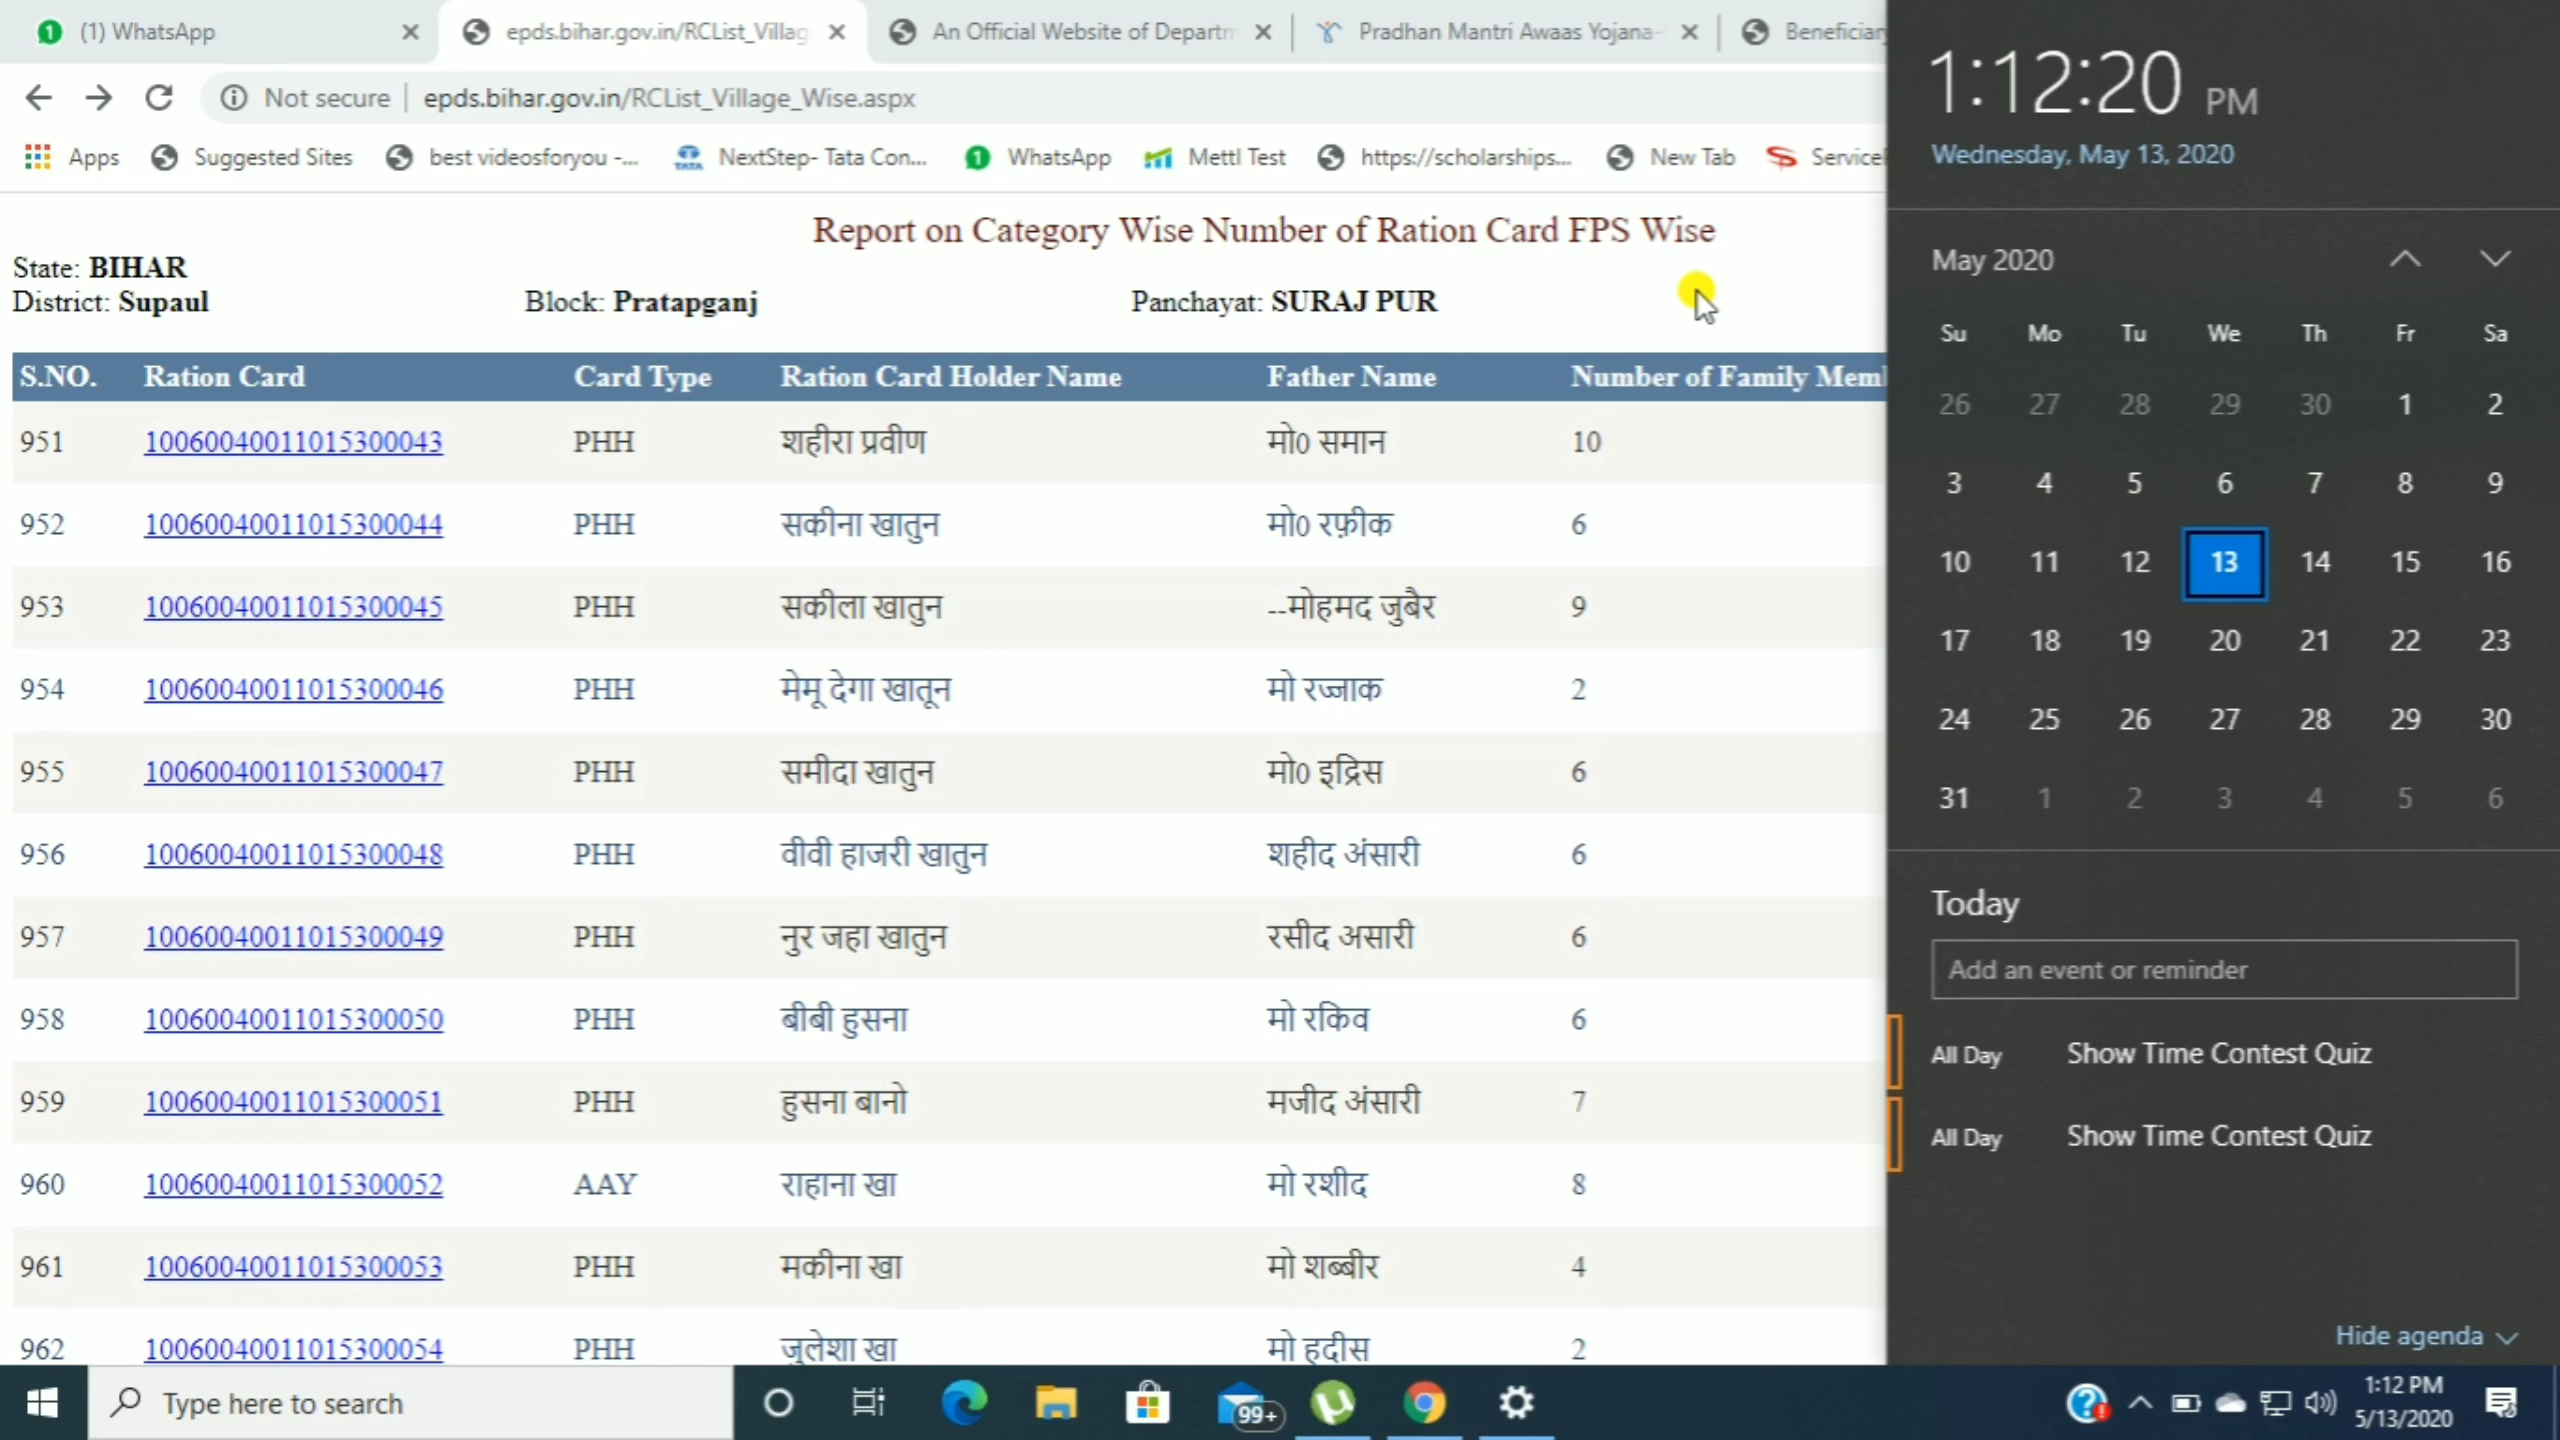 (1) WhatsApp
epds.bihar.gov.in/RCList_Villag
An Official Website of Departm
Pradhan Mantri Awaas Yojana-
Beneficiary
Not secure | epds.bihar.gov.in/RCList_Village_Wise.aspx
Apps Suggested Sites best videosforyou -... NextStep- Tata Con... WhatsApp Mettl Test https://scholarships... New Tab Service
Report on Category Wise Number of Ration Card FPS Wise
State: BIHAR
District: Supaul Block: Pratapganj Panchayat: SURAJ PUR
S.NO. Ration Card Card Type Ration Card Holder Name Father Name Number of Family Mem
951 10060040011015300043 PHH शहीरा प्रवीण मो0 समान 10
952 10060040011015300044 PHH सकीना खातुन मो0 रफ़ीक 6
953 10060040011015300045 PHH सकीला खातुन --मोहमद जुबैर 9
954 10060040011015300046 PHH मेमू देगा खातून मो रज्जाक 2
955 10060040011015300047 PHH समीदा खातुन मो0 इद्रिस 6
956 10060040011015300048 PHH वीवी हाजरी खातुन शहीद अंसारी 6
957 10060040011015300049 PHH नुर जहा खातुन रसीद असारी 6
958 10060040011015300050 PHH बीबी हुसना मो रकिव 6
959 10060040011015300051 PHH हुसना बानो मजीद अंसारी 7
960 10060040011015300052 AAY राहाना खा मो रशीद 8
961 10060040011015300053 PHH मकीना खा मो शब्बीर 4
962 10060040011015300054 PHH जुलेशा खा मो हदीस 2
1:12:20 PM
Wednesday, May 13, 2020
May 2020
Su Mo Tu We Th Fr Sa
26 27 28 29 30 1 2
3 4 5 6 7 8 9
10 11 12 13 14 15 16
17 18 19 20 21 22 23
24 25 26 27 28 29 30
31 1 2 3 4 5 6
Today
Add an event or reminder
All Day Show Time Contest Quiz
All Day Show Time Contest Quiz
Hide agenda
Type here to search
99+
1:12 PM
5/13/2020